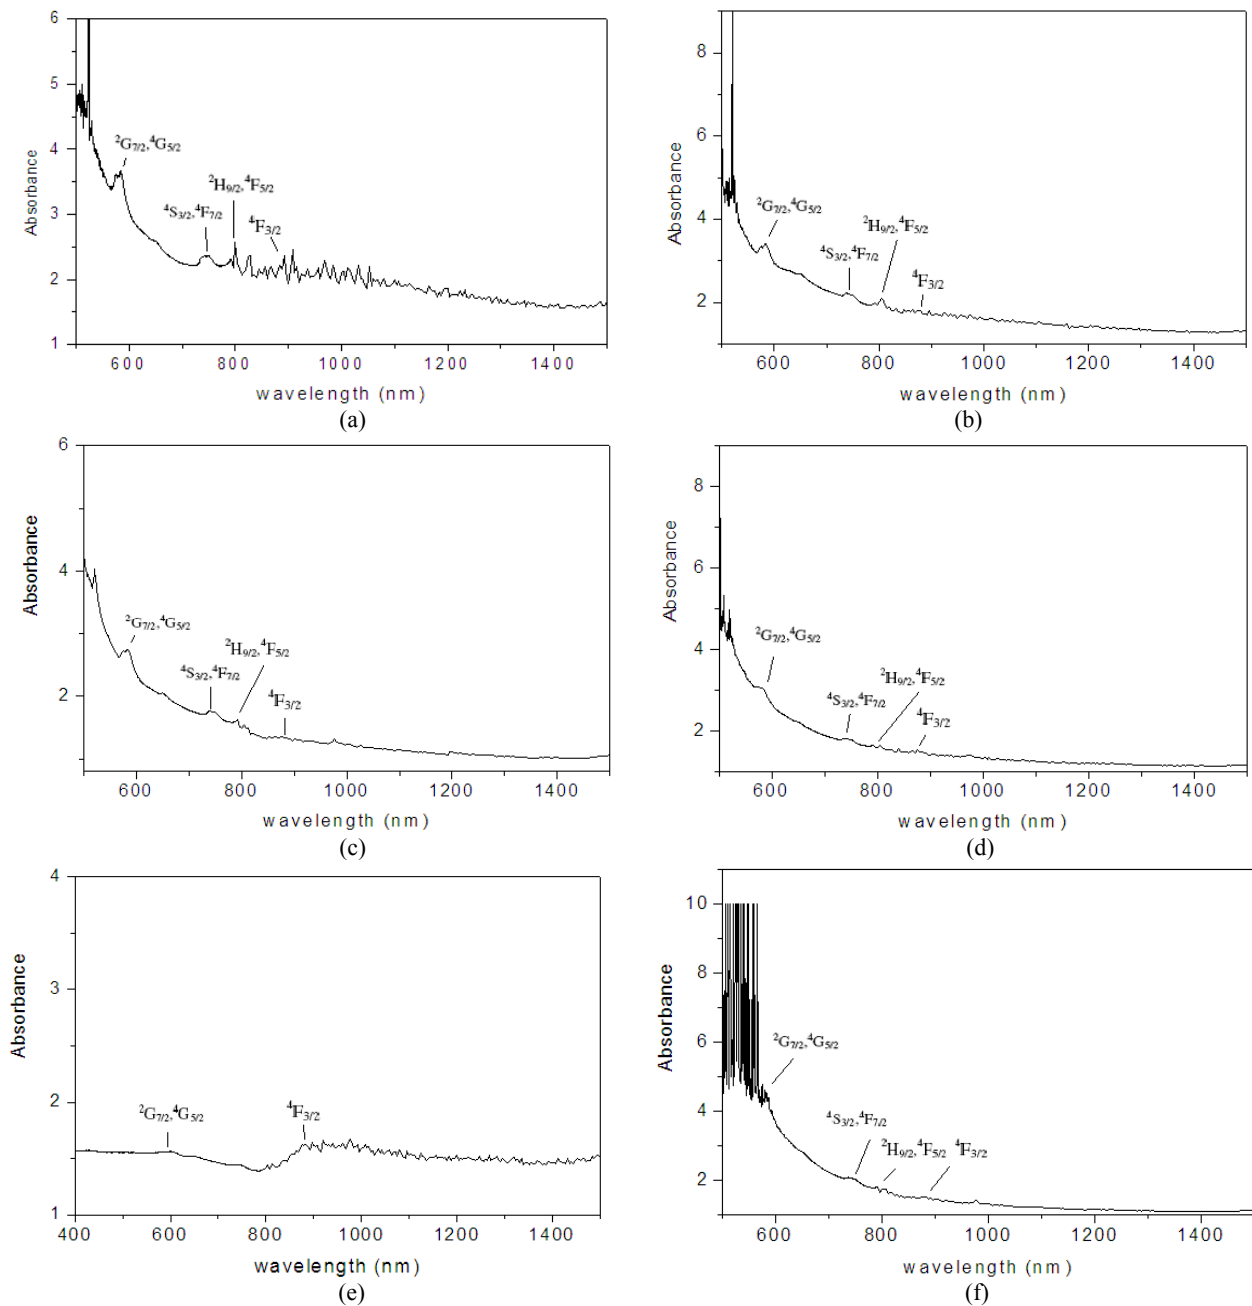 6
5
4
3
2
1
Absorbance
²G₇/₂,⁴G₅/₂
⁴S₃/₂,⁴F₇/₂
²H₉/₂,⁴F₅/₂
⁴F₃/₂
600 800 1000 1200 1400
wavelength (nm)
(a)
8
6
4
2
Absorbance
²G₇/₂,⁴G₅/₂
⁴S₃/₂,⁴F₇/₂
²H₉/₂,⁴F₅/₂
⁴F₃/₂
600 800 1000 1200 1400
wavelength (nm)
(b)
6
4
2
Absorbance
²G₇/₂,⁴G₅/₂
⁴S₃/₂,⁴F₇/₂
²H₉/₂,⁴F₅/₂
⁴F₃/₂
600 800 1000 1200 1400
wavelength (nm)
(c)
8
6
4
2
Absorbance
²G₇/₂,⁴G₅/₂
⁴S₃/₂,⁴F₇/₂
²H₉/₂,⁴F₅/₂
⁴F₃/₂
600 800 1000 1200 1400
wavelength (nm)
(d)
4
3
2
1
Absorbance
²G₇/₂,⁴G₅/₂
⁴F₃/₂
400 600 800 1000 1200 1400
wavelength (nm)
(e)
10
8
6
4
2
Absorbance
²G₇/₂,⁴G₅/₂
⁴S₃/₂,⁴F₇/₂
²H₉/₂,⁴F₅/₂ ⁴F₃/₂
600 800 1000 1200 1400
wavelength (nm)
(f)